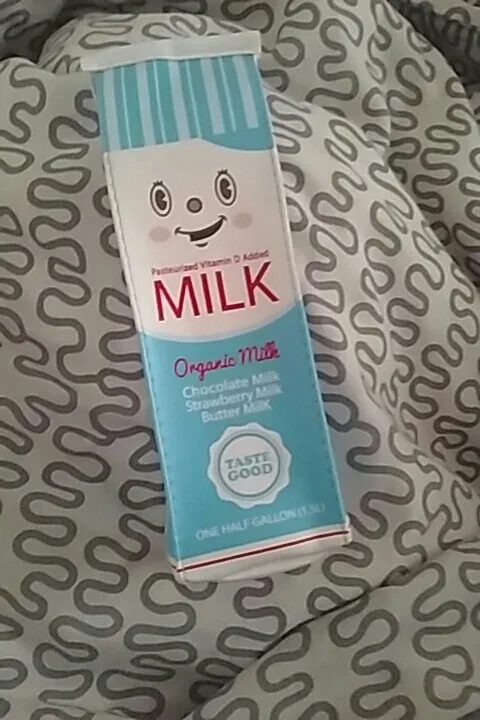 Pasteurized Vitamin D Added
MILK
Organic Milk
Chocolate Milk
Strawberry Milk
Butter Milk
TASTE
GOOD
ONE HALF GALLON (1.5L)